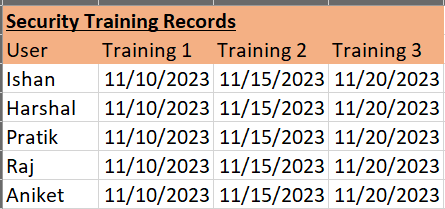 Security Training Records
User Training 1 Training 2 Training 3
Ishan 11/10/2023 11/15/2023 11/20/2023
Harshal 11/10/2023 11/15/2023 11/20/2023
Pratik 11/10/2023 11/15/2023 11/20/2023
Raj 11/10/2023 11/15/2023 11/20/2023
Aniket 11/10/2023 11/15/2023 11/20/2023